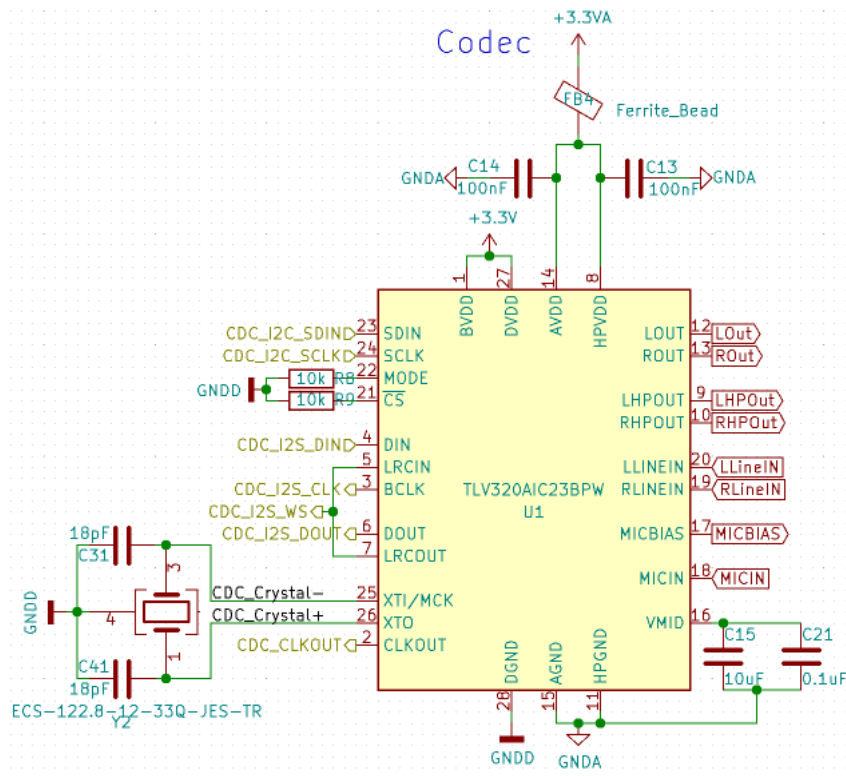 +3.3VA
Codec
FB4
Ferrite_Bead
C14
C13
GNDA
GNDA
100nF
100nF
+3.3V
1
27
14
8
BVDD
DVDD
AVDD
HPVDD
CDC_I2C_SDIN 23 SDIN
LOUT 12 LOut
CDC_I2C_SCLK 24 SCLK
ROUT 13 ROut
GNDD
10k R8 22 MODE
10k R9 21 CS
LHPOUT 9 LHPOut
RHPOUT 10 RHPOut
CDC_I2S_DIN 4 DIN
5 LRCIN
LLINEIN 20 LLineIN
CDC_I2S_CLK 3 BCLK
TLV320AIC23BPW
RLINEIN 19 RLineIN
CDC_I2S_WS
U1
CDC_I2S_DOUT 6 DOUT
MICBIAS 17 MICBIAS
7 LRCOUT
18pF
C31
3
MICIN 18 MICIN
CDC_Crystal- 25 XTI/MCK
GNDD
4
CDC_Crystal+ 26 XTO
VMID 16
CDC_CLKOUT 2 CLKOUT
C15
C21
1
C41
18pF
DGND
AGND
HPGND
10uF
0.1uF
28
15
11
ECS-122.8-12-33Q-JES-TR
Y2
GNDD
GNDA